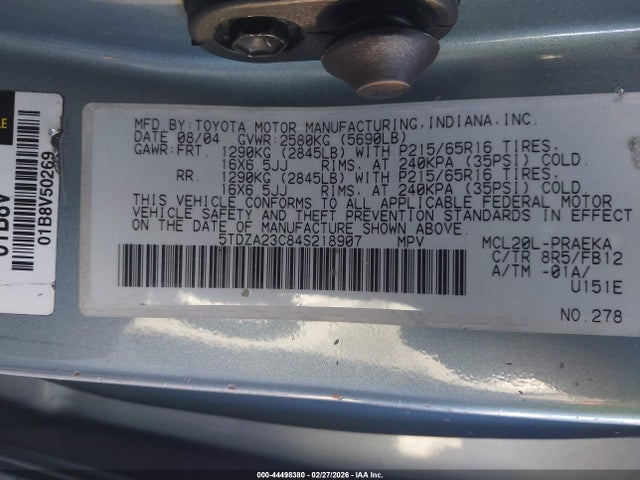 MFD.BY:TOYOTA MOTOR MANUFACTURING.INDIANA.INC.
DATE 08/04 GVWR:2580KG (5690LB)
GAWR:FRT. 1290KG (2845LB) WITH P215/65R16 TIRES.
16X6.5JJ RIMS. AT 240KPA (35PSI) COLD.
RR. 1290KG (2845LB) WITH P215/65R16 TIRES.
16X6.5JJ RIMS. AT 240KPA (35PSI) COLD.
THIS VEHICLE CONFORMS TO ALL APPLICABLE FEDERAL MOTOR
VEHICLE SAFETY AND THEFT PREVENTION STANDARDS IN EFFECT
ON THE DATE OF MANUFACTURE SHOWN ABOVE.
5TDZA23C84S218907 MPV MCL20L-PRAEKA
C/TR 8R5/FB12
A/TM -01A/
U151E
NO.278
01B8V
01B8V50269
000-44498380 - 02/27/2026 - IAA Inc.